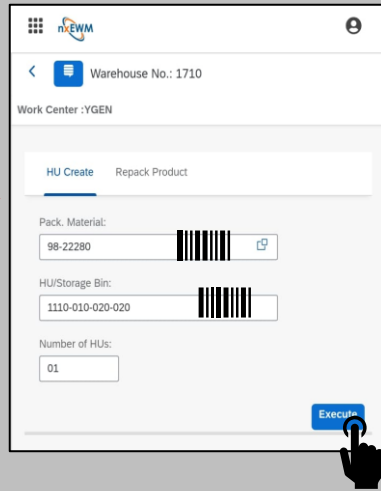 nxEWM
Warehouse No.: 1710
Work Center :YGEN
HU Create Repack Product
Pack. Material:
98-22280
HU/Storage Bin:
1110-010-020-020
Number of HUs:
01
Execute